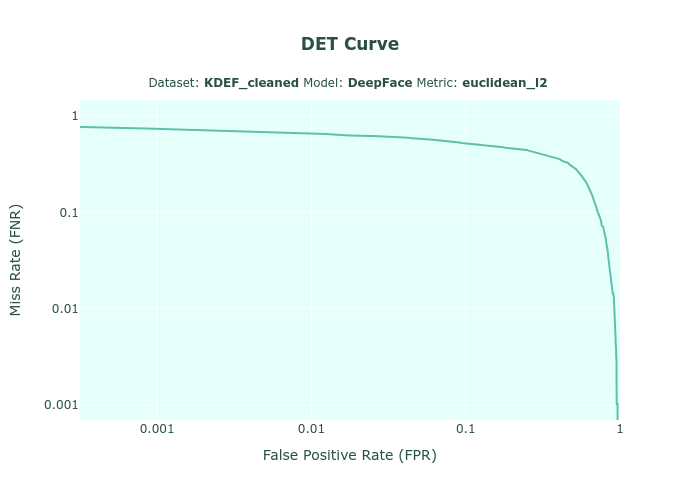 DET Curve
Dataset: KDEF_cleaned Model: DeepFace Metric: euclidean_l2
1
0.1
0.01
0.001
Miss Rate (FNR)
0.001
0.01
0.1
1
False Positive Rate (FPR)